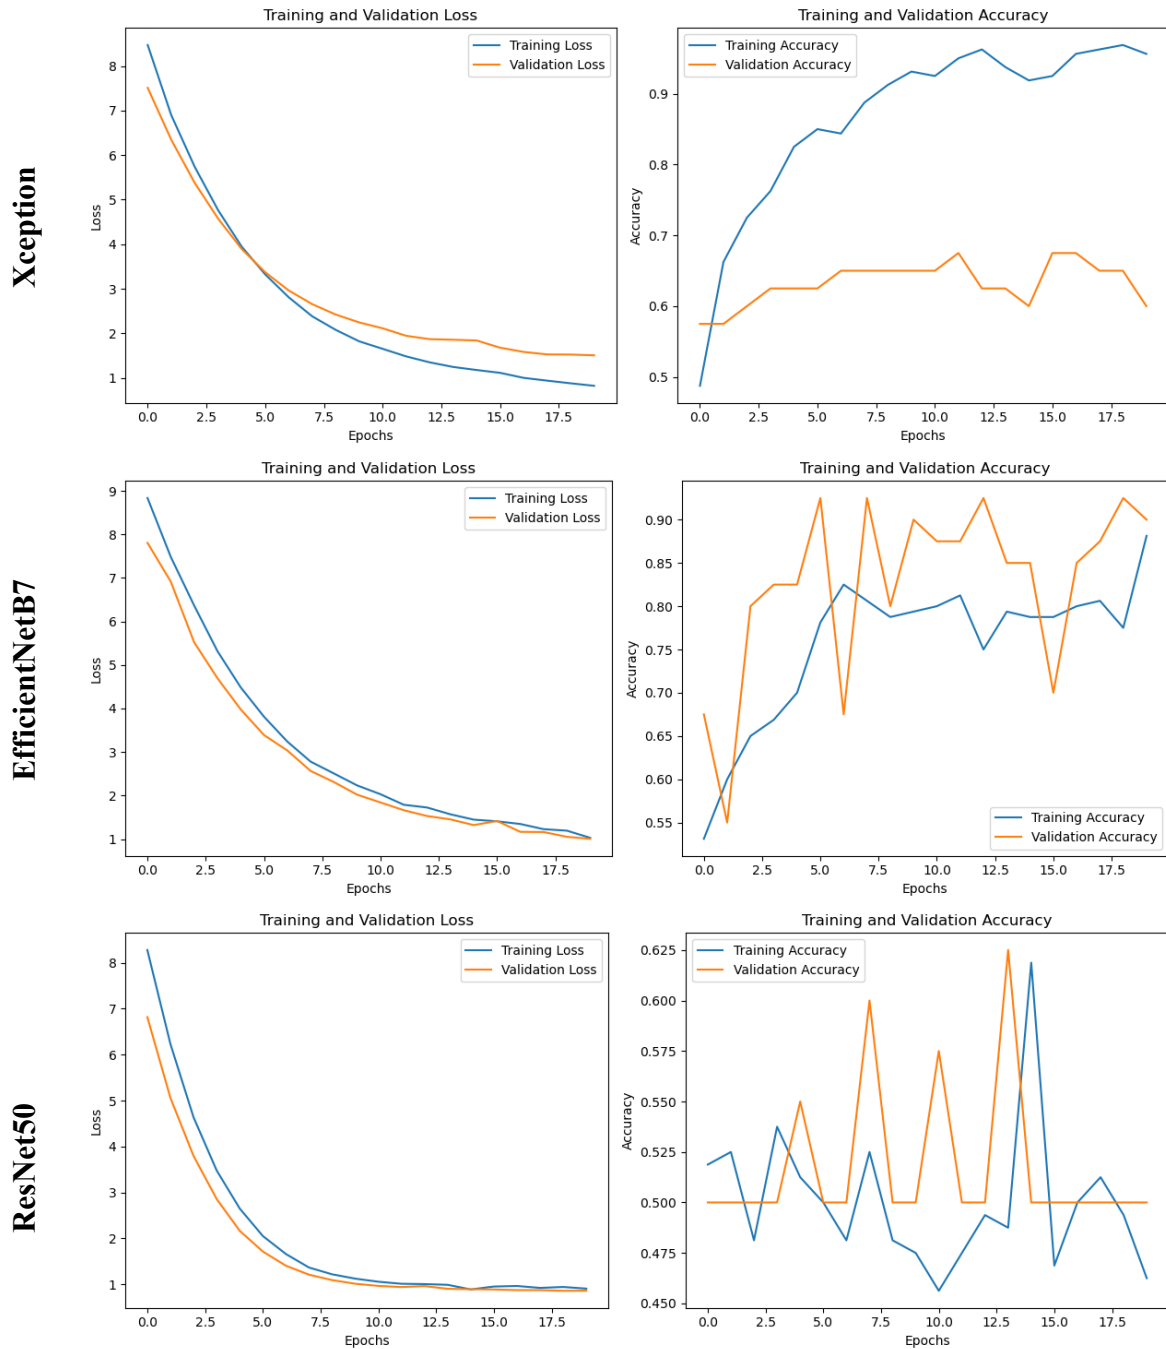 Xception
Training and Validation Loss
Training Loss
Validation Loss
8
7
6
5
4
3
2
1
Loss
0.0 2.5 5.0 7.5 10.0 12.5 15.0 17.5
Epochs
Training and Validation Accuracy
Training Accuracy
Validation Accuracy
0.9
0.8
0.7
0.6
0.5
Accuracy
0.0 2.5 5.0 7.5 10.0 12.5 15.0 17.5
Epochs
EfficientNetB7
Training and Validation Loss
Training Loss
Validation Loss
9
8
7
6
5
4
3
2
1
Loss
0.0 2.5 5.0 7.5 10.0 12.5 15.0 17.5
Epochs
Training and Validation Accuracy
0.90
0.85
0.80
0.75
0.70
0.65
0.60
0.55
Accuracy
Training Accuracy
Validation Accuracy
0.0 2.5 5.0 7.5 10.0 12.5 15.0 17.5
Epochs
ResNet50
Training and Validation Loss
Training Loss
Validation Loss
8
7
6
5
4
3
2
1
Loss
0.0 2.5 5.0 7.5 10.0 12.5 15.0 17.5
Epochs
Training and Validation Accuracy
Training Accuracy
Validation Accuracy
0.625
0.600
0.575
0.550
0.525
0.500
0.475
0.450
Accuracy
0.0 2.5 5.0 7.5 10.0 12.5 15.0 17.5
Epochs